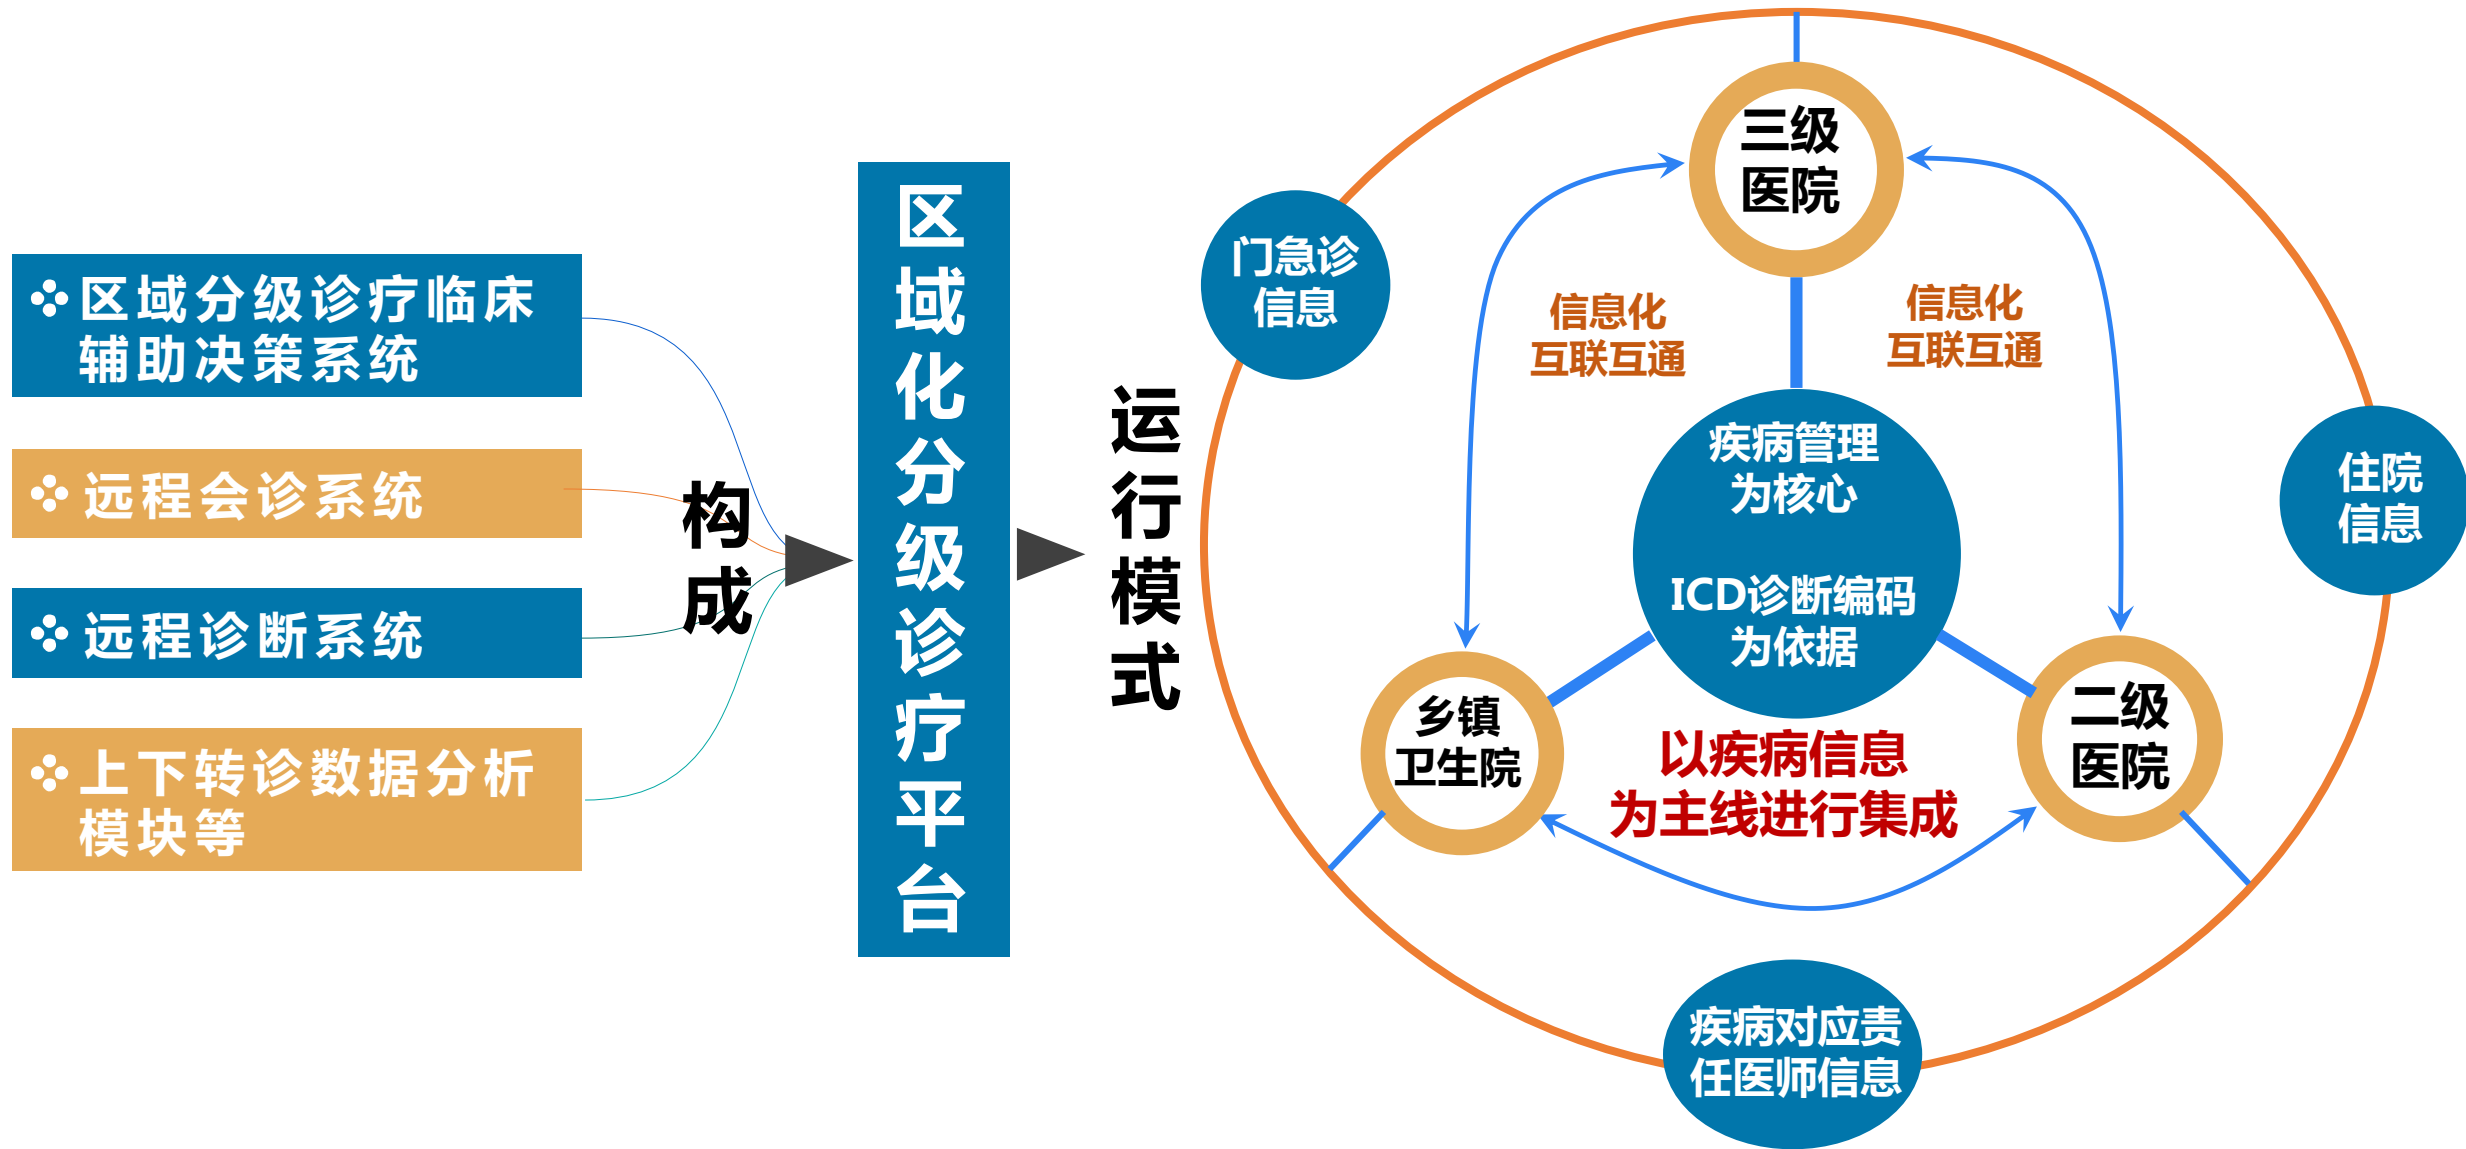 区域分级诊疗临床
辅助决策系统
远程会诊系统
远程诊断系统
上下转诊数据分析
模块等
构成
区域化分级诊疗平台
运行模式
三级
医院
门急诊
信息
信息化
互联互通
信息化
互联互通
疾病管理
为核心
ICD诊断编码
为依据
住院
信息
乡镇
卫生院
二级
医院
以疾病信息
为主线进行集成
疾病对应责
任医师信息